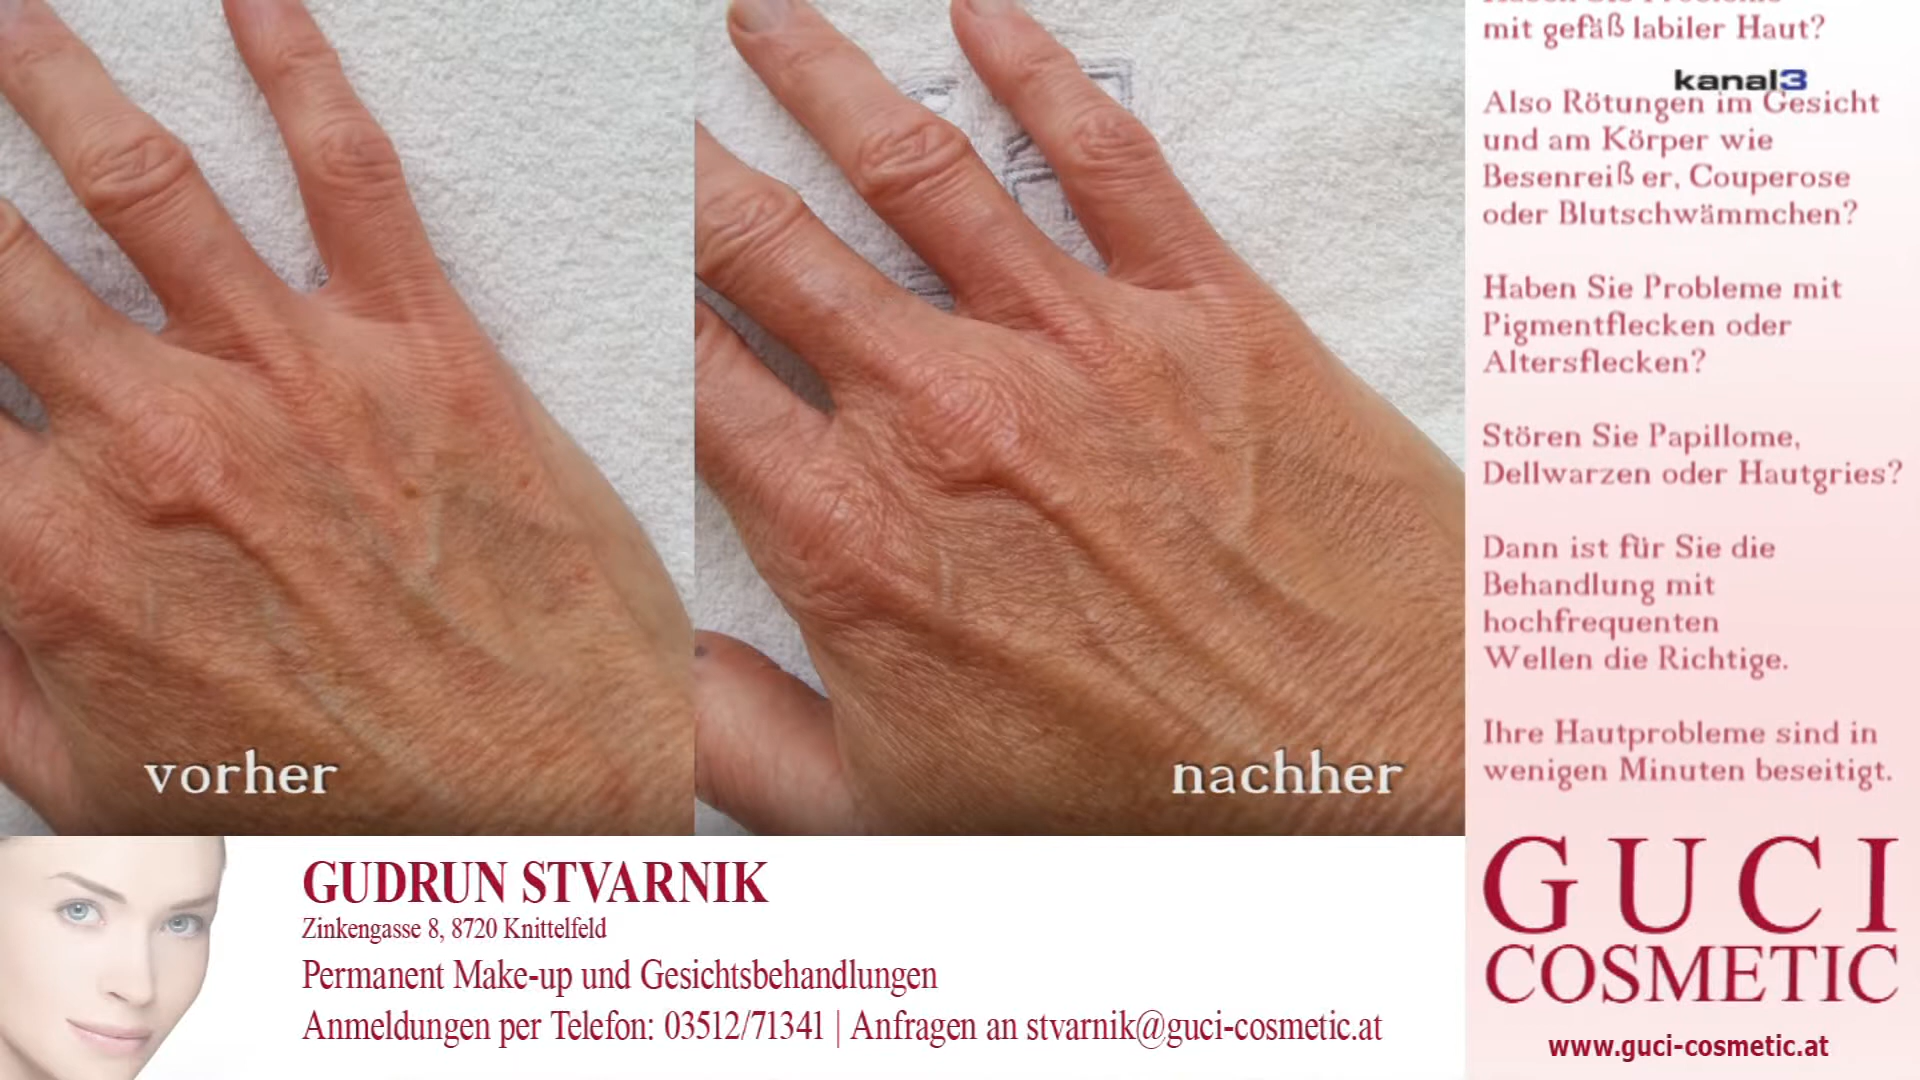 vorher
nachher
mit gefäß labiler Haut?
kanal3
Also Rötungen im Gesicht
und am Körper wie
Besenreiß er, Couperose
oder Blutschwämmchen?
Haben Sie Probleme mit
Pigmentflecken oder
Altersflecken?
Stören Sie Papillome,
Dellwarzen oder Hautgries?
Dann ist für Sie die
Behandlung mit
hochfrequenten
Wellen die Richtige.
Ihre Hautprobleme sind in
wenigen Minuten beseitigt.
GUCI
COSMETIC
www.guci-cosmetic.at
GUDRUN STVARNIK
Zinkengasse 8, 8720 Knittelfeld
Permanent Make-up und Gesichtsbehandlungen
Anmeldungen per Telefon: 03512/71341 | Anfragen an stvarnik@guci-cosmetic.at